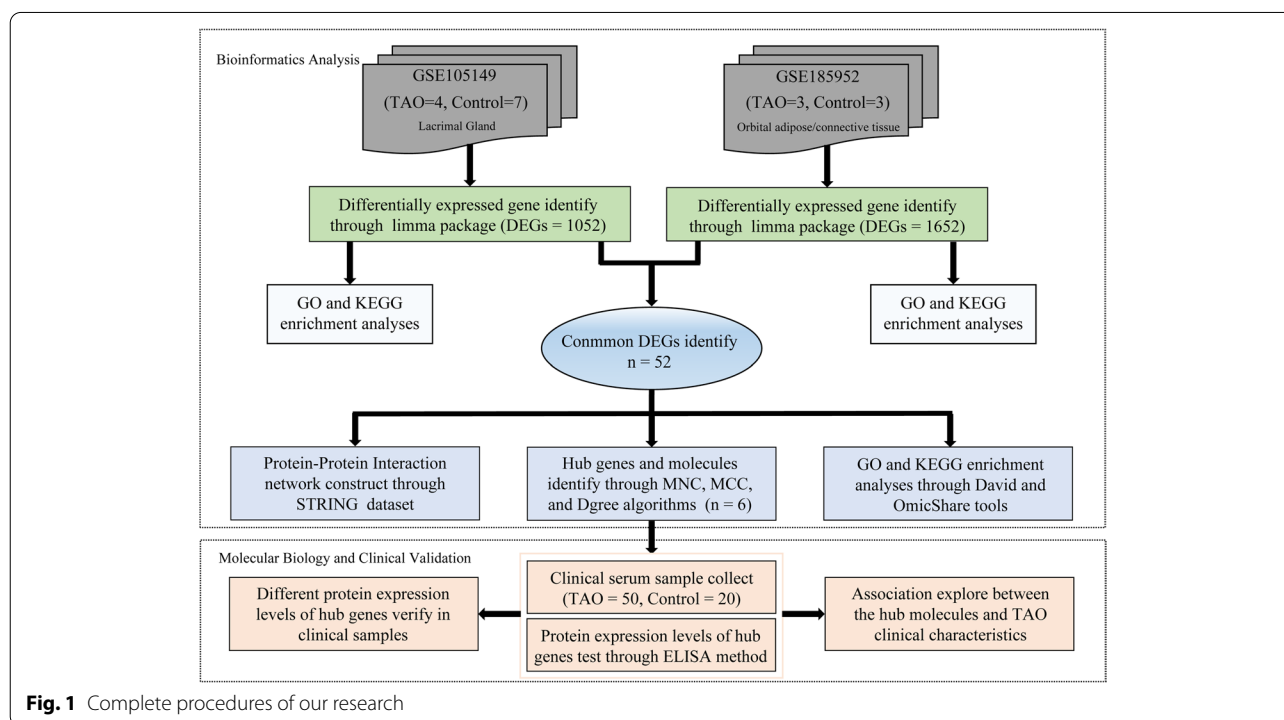 Bioinformatics Analysis
GSE105149
(TAO=4, Control=7)
Lacrimal Gland
GSE185952
(TAO=3, Control=3)
Orbital adipose/connective tissue
Differentially expressed gene identify
through limma package (DEGs = 1052)
Differentially expressed gene identify
through limma package (DEGs = 1652)
GO and KEGG
enrichment analyses
GO and KEGG
enrichment analyses
Conmmon DEGs identify
n = 52
Protein-Protein Interaction
network construct through
STRING dataset
Hub genes and molecules
identify through MNC, MCC,
and Dgree algorithms (n = 6)
GO and KEGG enrichment
analyses through David and
OmicShare tools
Molecular Biology and Clinical Validation
Different protein expression
levels of hub genes verify in
clinical samples
Clinical serum sample collect
(TAO = 50, Control = 20)
Protein expression levels of hub
genes test through ELISA method
Association explore between
the hub molecules and TAO
clinical characteristics
Fig. 1 Complete procedures of our research